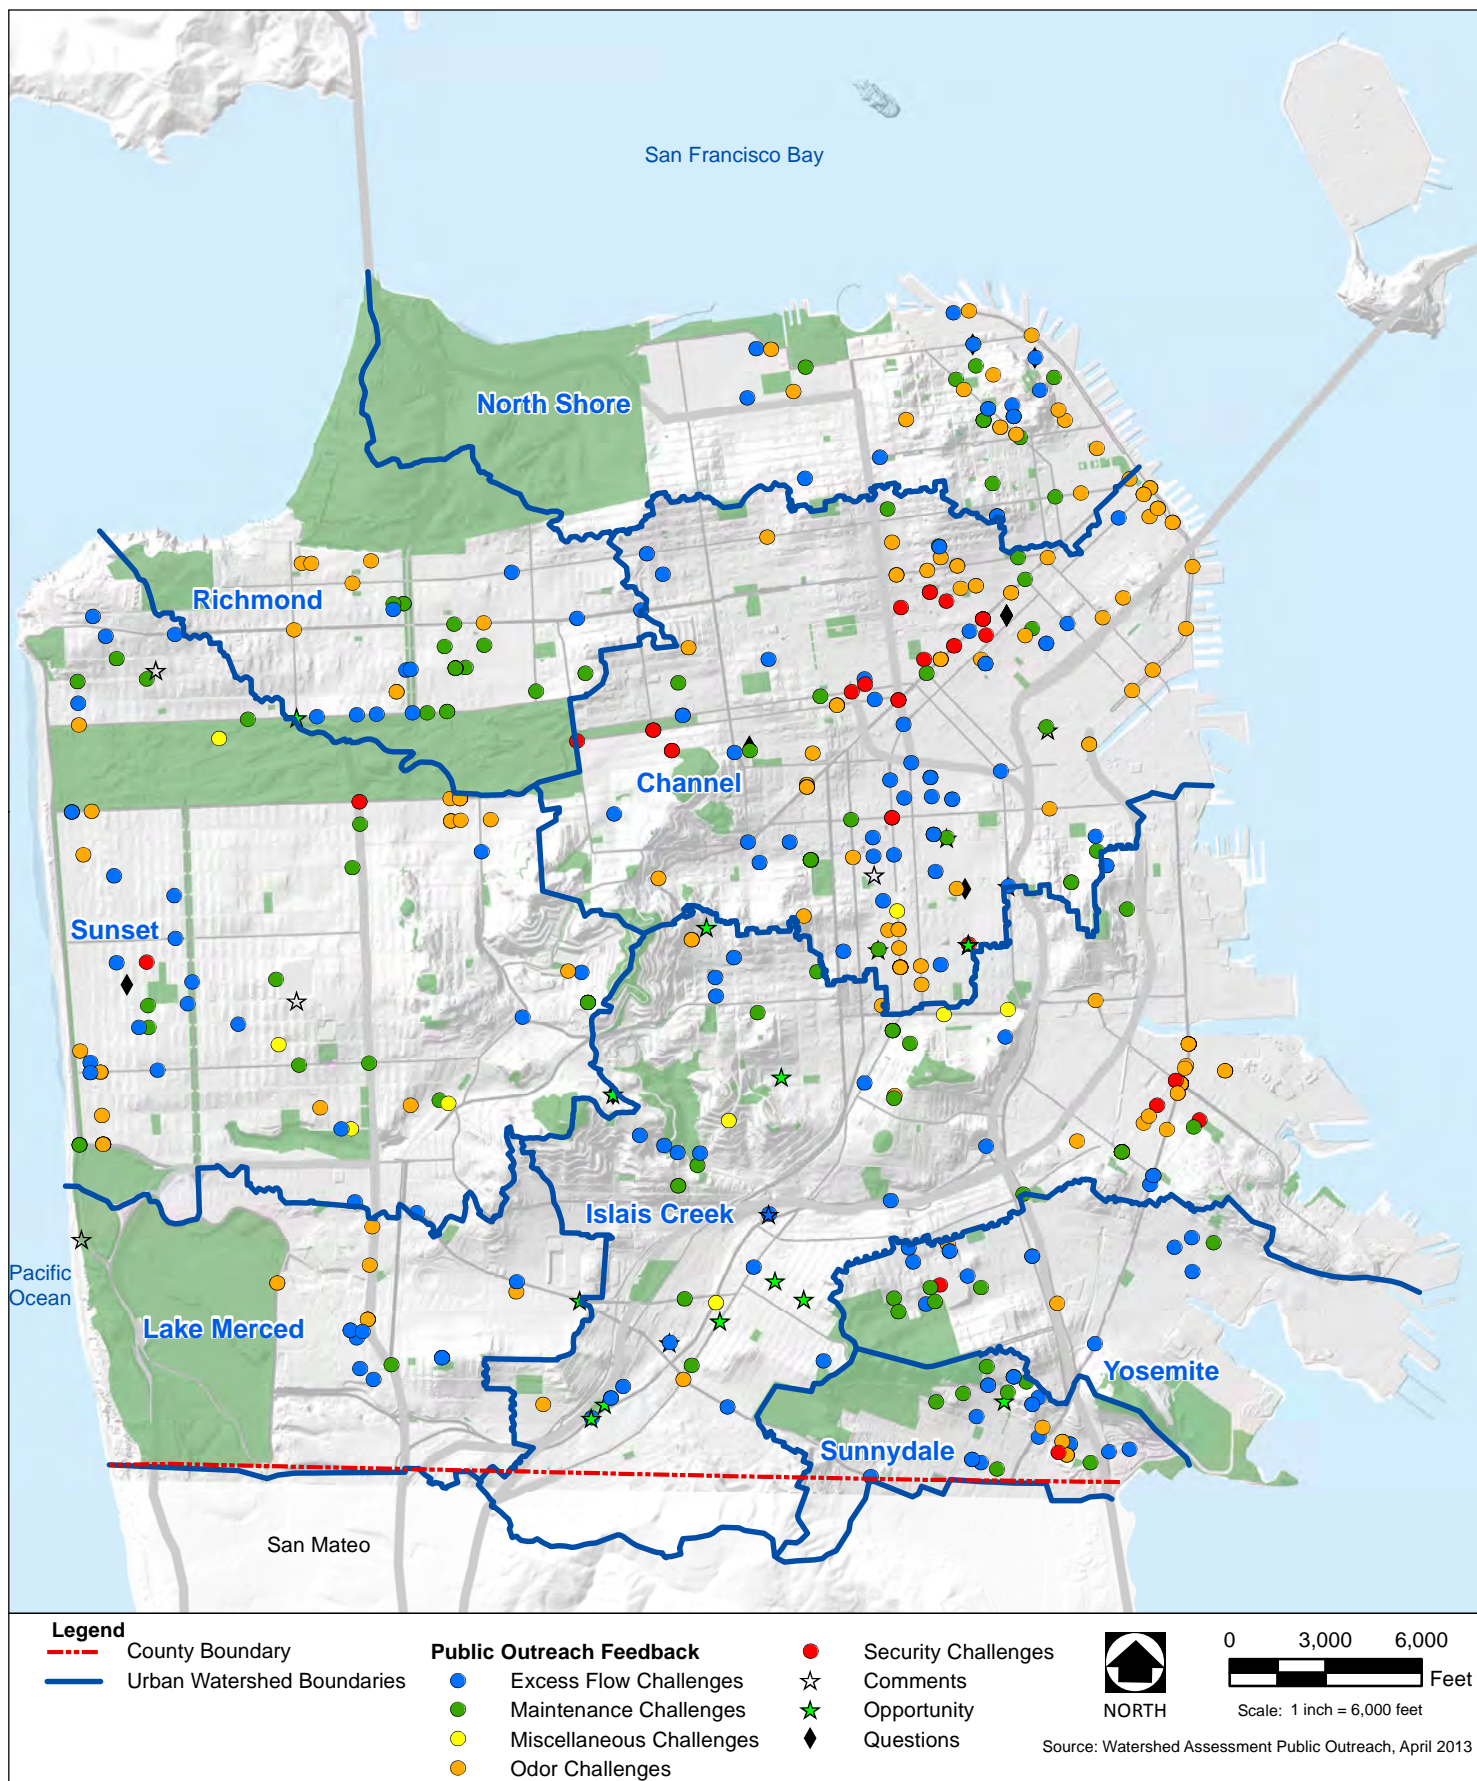 San Francisco Bay
North Shore
Richmond
Channel
Sunset
Islais Creek
Pacific
Ocean
Lake Merced
Yosemite
Sunnydale
San Mateo
Legend
County Boundary
Urban Watershed Boundaries
Public Outreach Feedback
Excess Flow Challenges
Maintenance Challenges
Miscellaneous Challenges
Odor Challenges
Security Challenges
Comments
Opportunity
Questions
NORTH
0 3,000 6,000
Feet
Scale: 1 inch = 6,000 feet
Source: Watershed Assessment Public Outreach, April 2013